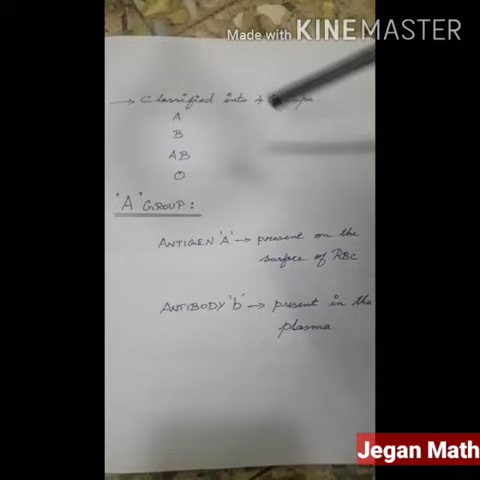 Made with KINEMASTER
→ Classified into 4
A
B
AB
O
"A" GROUP:
ANTIGEN 'A' → present on the
surface of RBC
ANTIBODY 'b' → present in the
plasma
Jegan Math